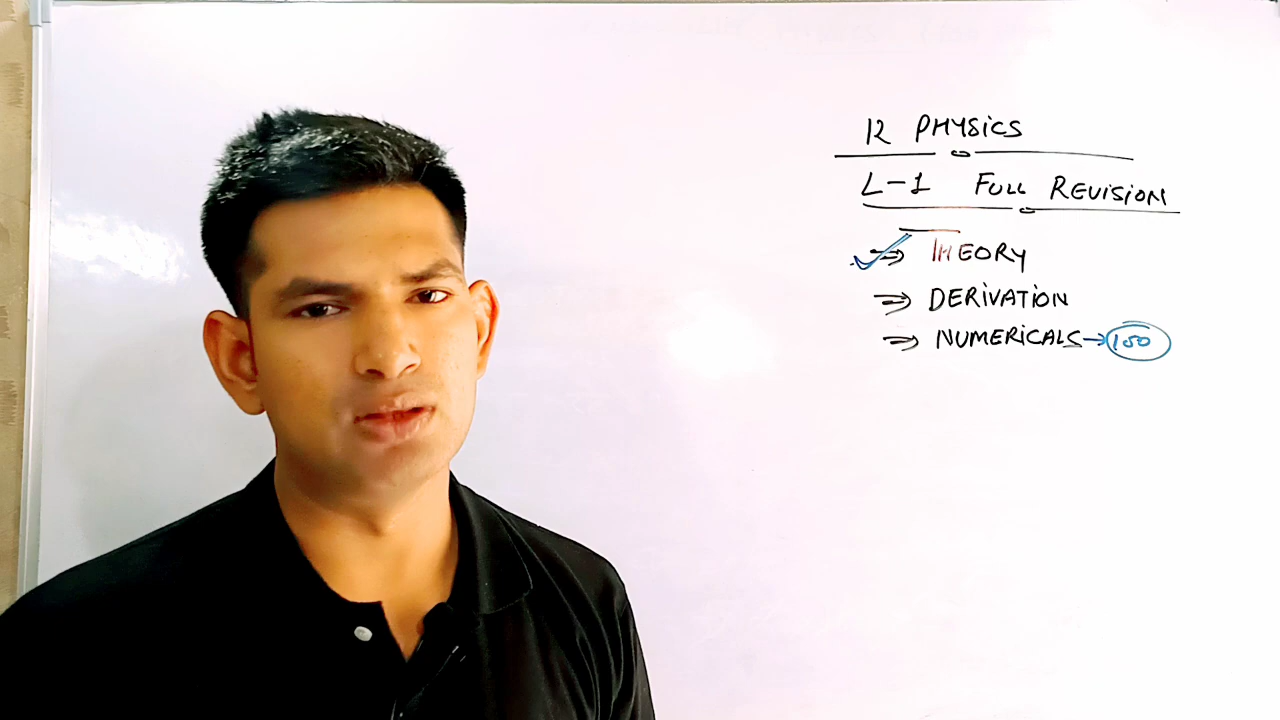 12 PHYSICS
L-1 FULL REVISION
✓⇒ THEORY
⇒ DERIVATION
⇒ NUMERICALS → 150